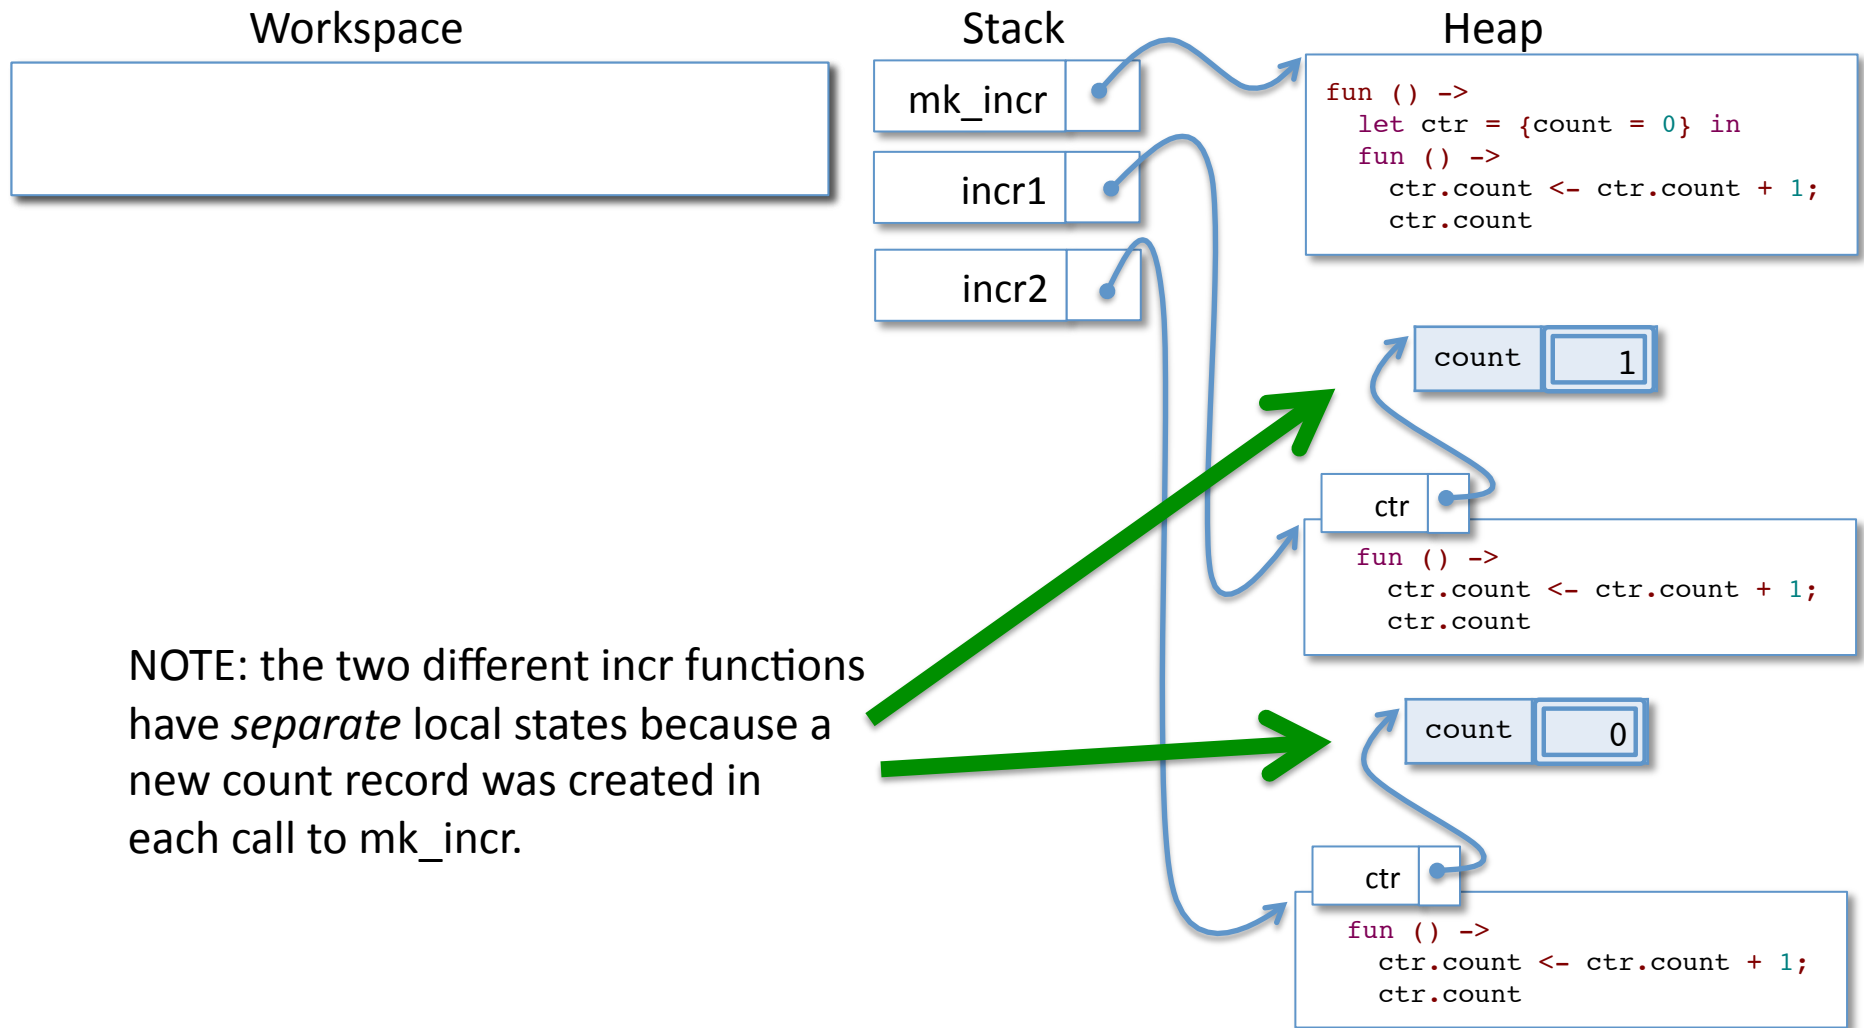 Workspace
Stack
Heap
mk_incr
incr1
incr2
fun () ->
let ctr = {count = 0} in
fun () ->
ctr.count <- ctr.count + 1;
ctr.count
count 1
ctr
fun () ->
ctr.count <- ctr.count + 1;
ctr.count
NOTE: the two different incr functions
have separate local states because a
new count record was created in
each call to mk_incr.
count 0
ctr
fun () ->
ctr.count <- ctr.count + 1;
ctr.count